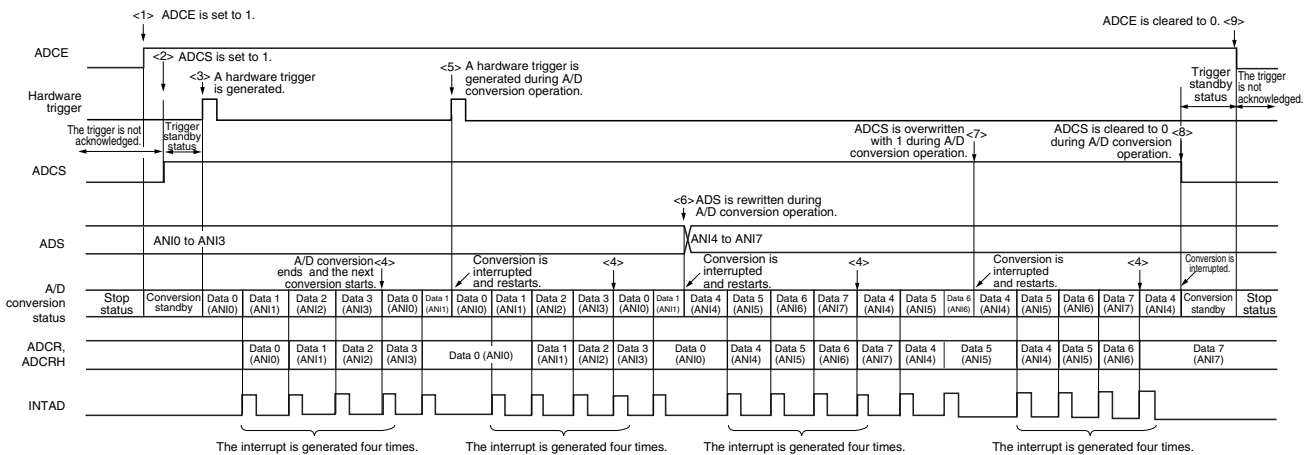 <1> ADCE is set to 1.
ADCE is cleared to 0. <9>
ADCE
<2> ADCS is set to 1.
<3> A hardware trigger
is generated.
<5> A hardware trigger is
generated during A/D
conversion operation.
Trigger
standby
status
The trigger
is not
acknowledged.
Hardware
trigger
The trigger is not
acknowledged.
Trigger
standby
status
ADCS is overwritten
with 1 during A/D
conversion operation.
<7>
ADCS is cleared to 0
during A/D conversion
operation.
<8>
ADCS
<6> ADS is rewritten during
A/D conversion operation.
ADS
ANI0 to ANI3
ANI4 to ANI7
A/D conversion
ends and the next
conversion starts.
<4>
Conversion is
interrupted
and restarts.
<4>
Conversion is
interrupted
and restarts.
<4>
Conversion is
interrupted
and restarts.
<4>
Conversion is
interrupted.
A/D
conversion
status
Stop
status
Conversion
standby
Data 0
(ANI0)
Data 1
(ANI1)
Data 2
(ANI2)
Data 3
(ANI3)
Data 0
(ANI0)
Data 1
(ANI1)
Data 0
(ANI0)
Data 1
(ANI1)
Data 2
(ANI2)
Data 3
(ANI3)
Data 0
(ANI0)
Data 1
(ANI1)
Data 4
(ANI4)
Data 5
(ANI5)
Data 6
(ANI6)
Data 7
(ANI7)
Data 4
(ANI4)
Data 5
(ANI5)
Data 6
(ANI6)
Data 4
(ANI4)
Data 5
(ANI5)
Data 6
(ANI6)
Data 7
(ANI7)
Data 4
(ANI4)
Conversion
standby
Stop
status
ADCR,
ADCRH
Data 0
(ANI0)
Data 1
(ANI1)
Data 2
(ANI2)
Data 3
(ANI3)
Data 0 (ANI0)
Data 1
(ANI1)
Data 2
(ANI2)
Data 3
(ANI3)
Data 0
(ANI0)
Data 4
(ANI4)
Data 5
(ANI5)
Data 6
(ANI6)
Data 7
(ANI7)
Data 4
(ANI4)
Data 5
(ANI5)
Data 4
(ANI4)
Data 5
(ANI5)
Data 6
(ANI6)
Data 7
(ANI7)
INTAD
The interrupt is generated four times.
The interrupt is generated four times.
The interrupt is generated four times.
The interrupt is generated four times.